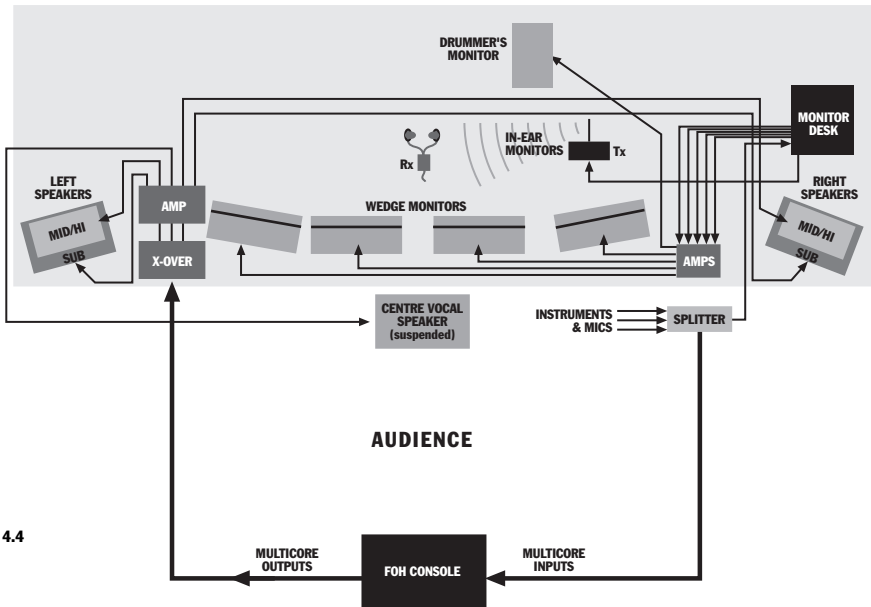 DRUMMER'S
MONITOR
MONITOR
DESK
IN-EAR
MONITORS
Tx
Rx
LEFT
SPEAKERS
MID/HI
SUB
AMP
X-OVER
WEDGE MONITORS
RIGHT
SPEAKERS
MID/HI
SUB
AMPS
CENTRE VOCAL
SPEAKER
(suspended)
INSTRUMENTS
& MICS
SPLITTER
AUDIENCE
4.4
MULTICORE
OUTPUTS
FOH CONSOLE
MULTICORE
INPUTS